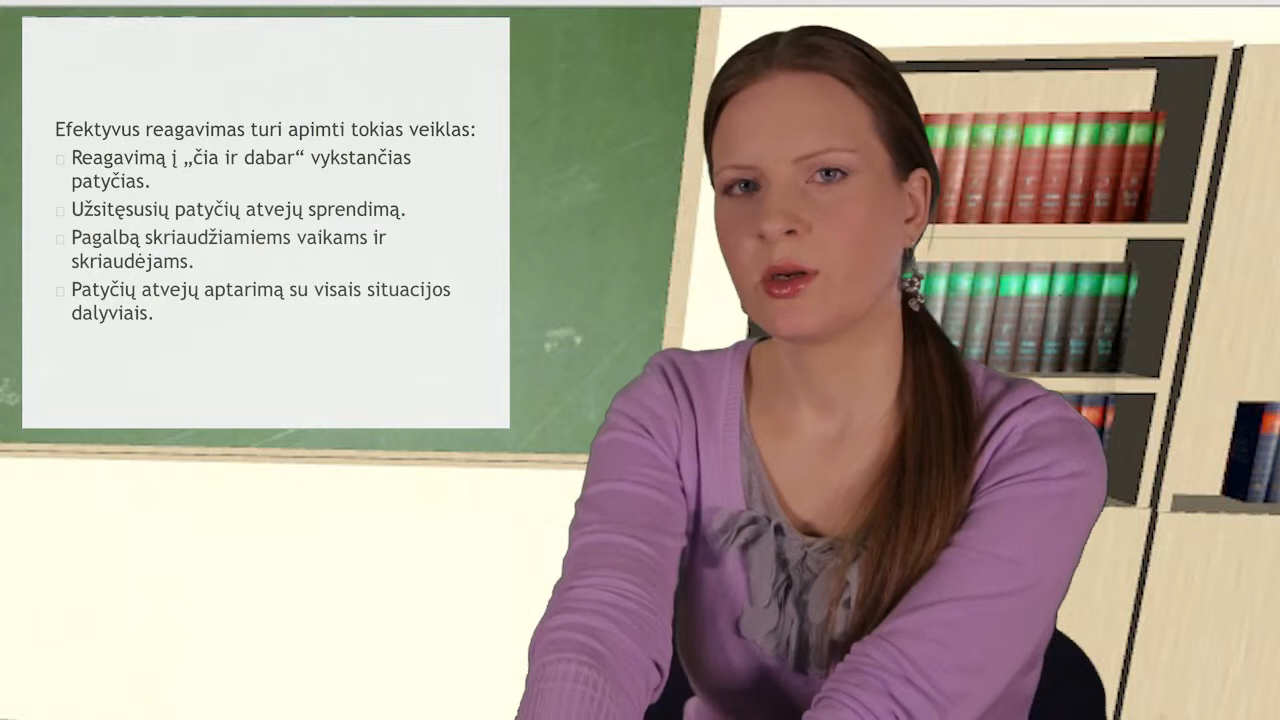 Efektyvus reagavimas turi apimti tokias veiklas:
Reagavimą į „čia ir dabar“ vykstančias
patyčias.
Užsitęsusių patyčių atvejų sprendimą.
Pagalbą skriaudžiamiems vaikams ir
skriaudėjams.
Patyčių atvejų aptarimą su visais situacijos
dalyviais.